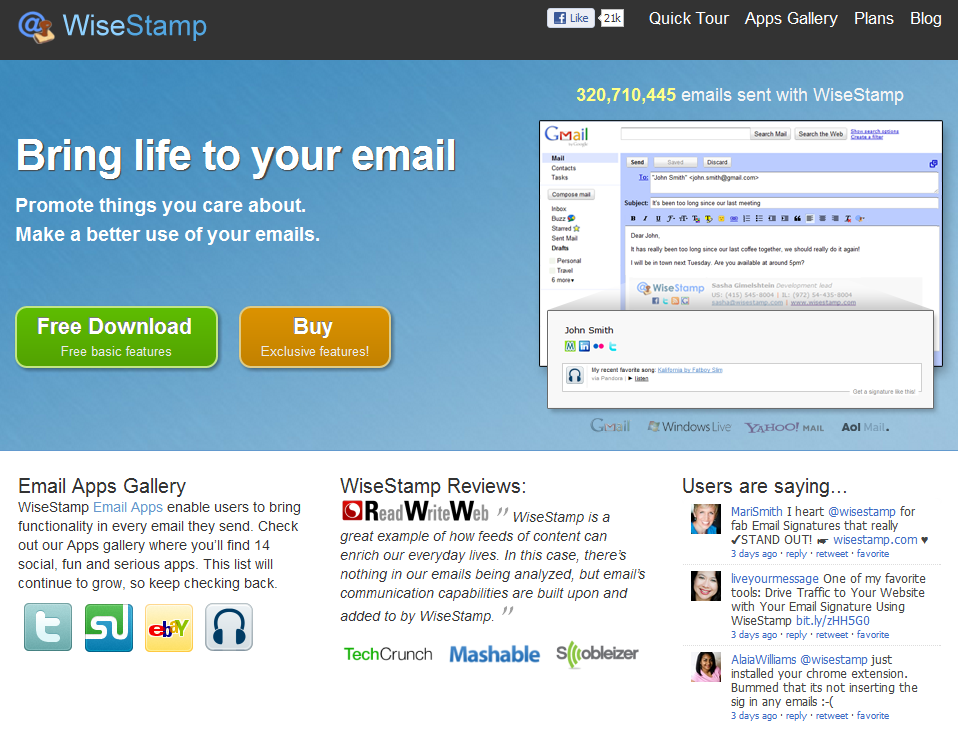 WiseStamp
Like 21k
Quick Tour Apps Gallery Plans Blog
320,710,445 emails sent with WiseStamp
Bring life to your email
Promote things you care about.
Make a better use of your emails.
Free Download
Free basic features
Buy
Exclusive features!
Gmail
by Google
Search Mail Search the Web
Show search options
Create a filter
Mail
Contacts
Tasks
Compose mail
Inbox
Buzz
Starred
Sent Mail
Drafts
Personal
Travel
6 more▾
Send Saved Discard
To: "John Smith" <john.smith@gmail.com>
Subject: It's been too long since our last meeting
Dear John,
It has really been too long since our last coffee together, we should really do it again!
I will be in town next Tuesday. Are you available at around 5pm?
WiseStamp
Sasha Gimelshtein Development lead
US: (415) 545-8004 | IL: (972) 54-435-8004
sasha@wisestamp.com | www.wisestamp.com
John Smith
My recent favorite song: Kalifornia by Fatboy Slim
via Pandora | ► listen
Get a signature like this!
Gmail Windows Live YAHOO! MAIL Aol Mail.
Email Apps Gallery
WiseStamp Email Apps enable users to bring
functionality in every email they send. Check
out our Apps gallery where you'll find 14
social, fun and serious apps. This list will
continue to grow, so keep checking back.
t
ebay
WiseStamp Reviews:
ReadWriteWeb " WiseStamp is a
great example of how feeds of content can
enrich our everyday lives. In this case, there's
nothing in our emails being analyzed, but email's
communication capabilities are built upon and
added to by WiseStamp. "
TechCrunch Mashable Scobleizer
Users are saying...
MariSmith I heart @wisestamp for
fab Email Signatures that really
✔STAND OUT! ☛ wisestamp.com ♥
3 days ago · reply · retweet · favorite
liveyourmessage One of my favorite
tools: Drive Traffic to Your Website
with Your Email Signature Using
WiseStamp bit.ly/zHH5G0
3 days ago · reply · retweet · favorite
AlaiaWilliams @wisestamp just
installed your chrome extension.
Bummed that its not inserting the
sig in any emails :-(
3 days ago · reply · retweet · favorite